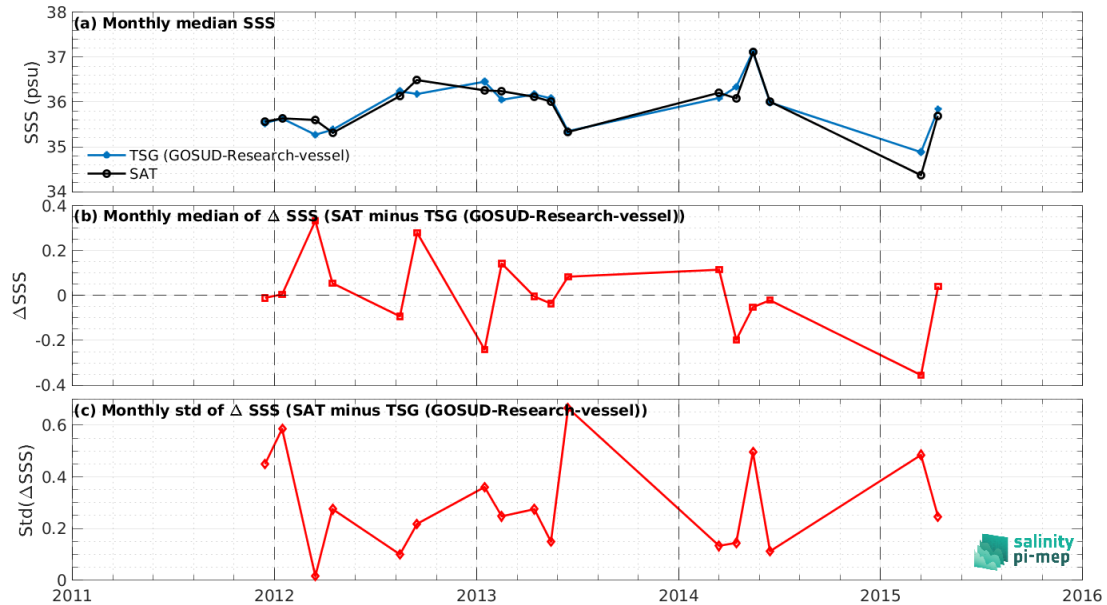 (a) Monthly median SSS
38
37
36
35
34
SSS (psu)
TSG (GOSUD-Research-vessel)
SAT
(b) Monthly median of Δ SSS (SAT minus TSG (GOSUD-Research-vessel))
0.4
0.2
0
-0.2
-0.4
ΔSSS
(c) Monthly std of Δ SSS (SAT minus TSG (GOSUD-Research-vessel))
0.6
0.4
0.2
0
Std(ΔSSS)
salinity
pi-mep
2011 2012 2013 2014 2015 2016